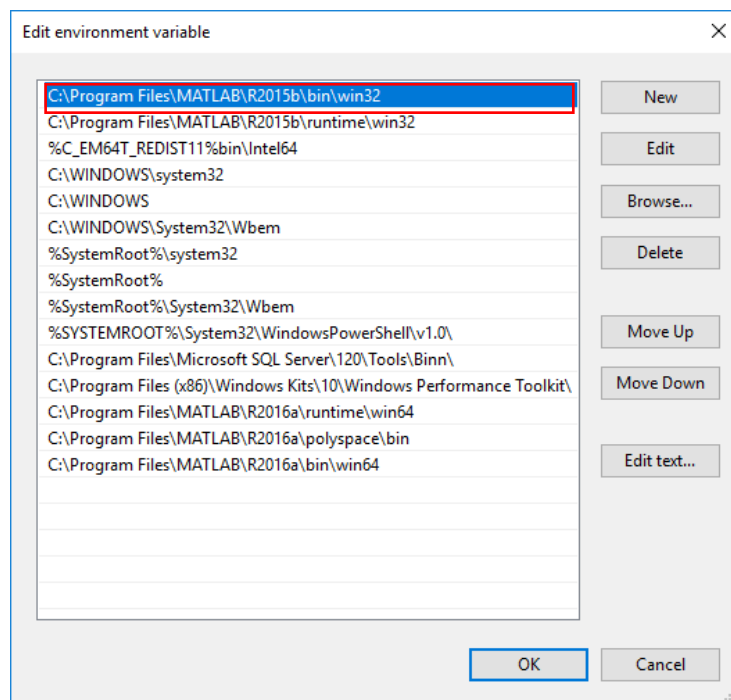 Edit environment variable
C:\Program Files\MATLAB\R2015b\bin\win32
C:\Program Files\MATLAB\R2015b\runtime\win32
%C_EM64T_REDIST11%bin\Intel64
C:\WINDOWS\system32
C:\WINDOWS
C:\WINDOWS\System32\Wbem
%SystemRoot%\system32
%SystemRoot%
%SystemRoot%\System32\Wbem
%SYSTEMROOT%\System32\WindowsPowerShell\v1.0\
C:\Program Files\Microsoft SQL Server\120\Tools\Binn\
C:\Program Files (x86)\Windows Kits\10\Windows Performance Toolkit\
C:\Program Files\MATLAB\R2016a\runtime\win64
C:\Program Files\MATLAB\R2016a\polyspace\bin
C:\Program Files\MATLAB\R2016a\bin\win64
New
Edit
Browse...
Delete
Move Up
Move Down
Edit text...
OK
Cancel